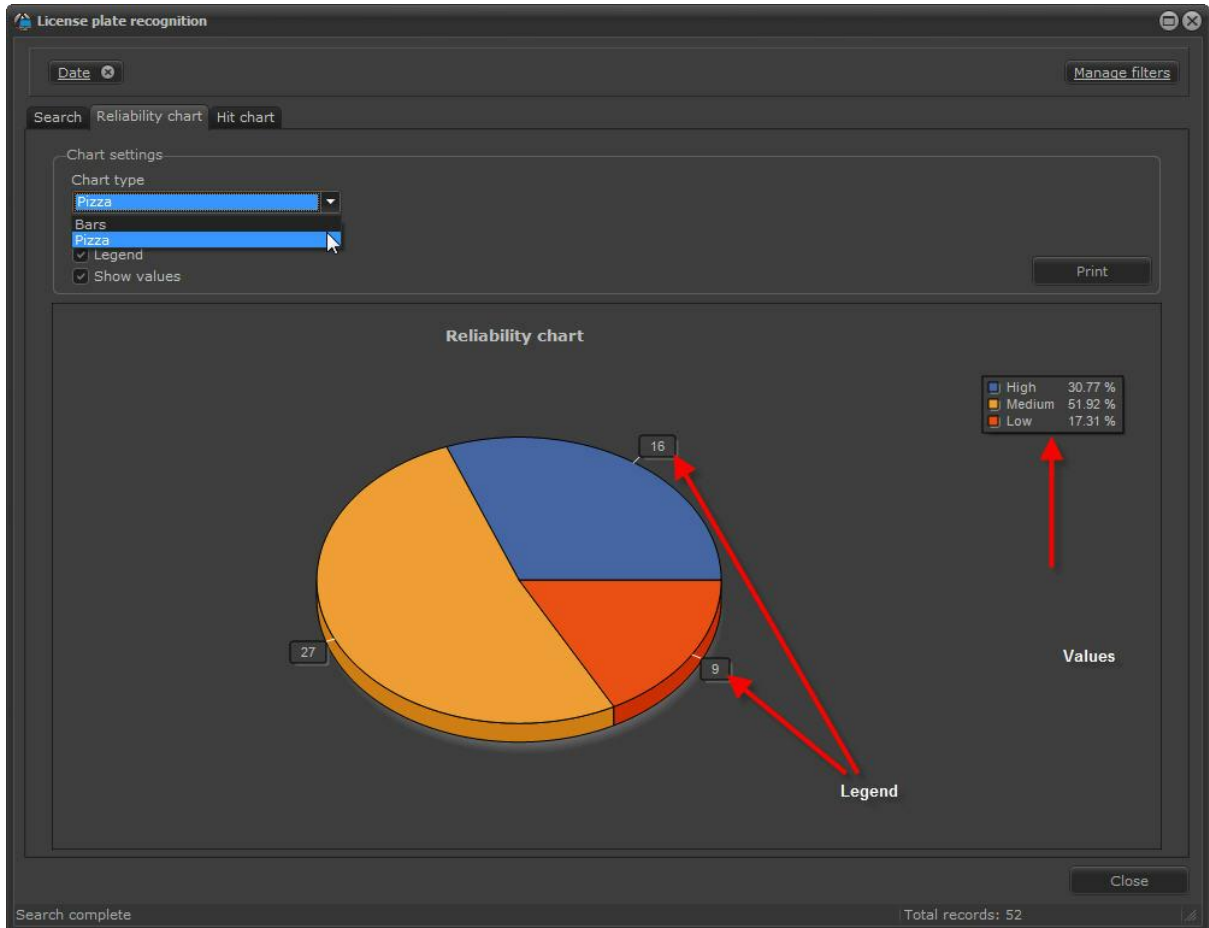 License plate recognition
Date
Manage filters
Search Reliability chart Hit chart
Chart settings
Chart type
Pizza
Bars
Pizza
Legend
Show values
Print
Reliability chart
High 30.77 %
Medium 51.92 %
Low 17.31 %
16
27
9
Values
Legend
Close
Search complete
Total records: 52